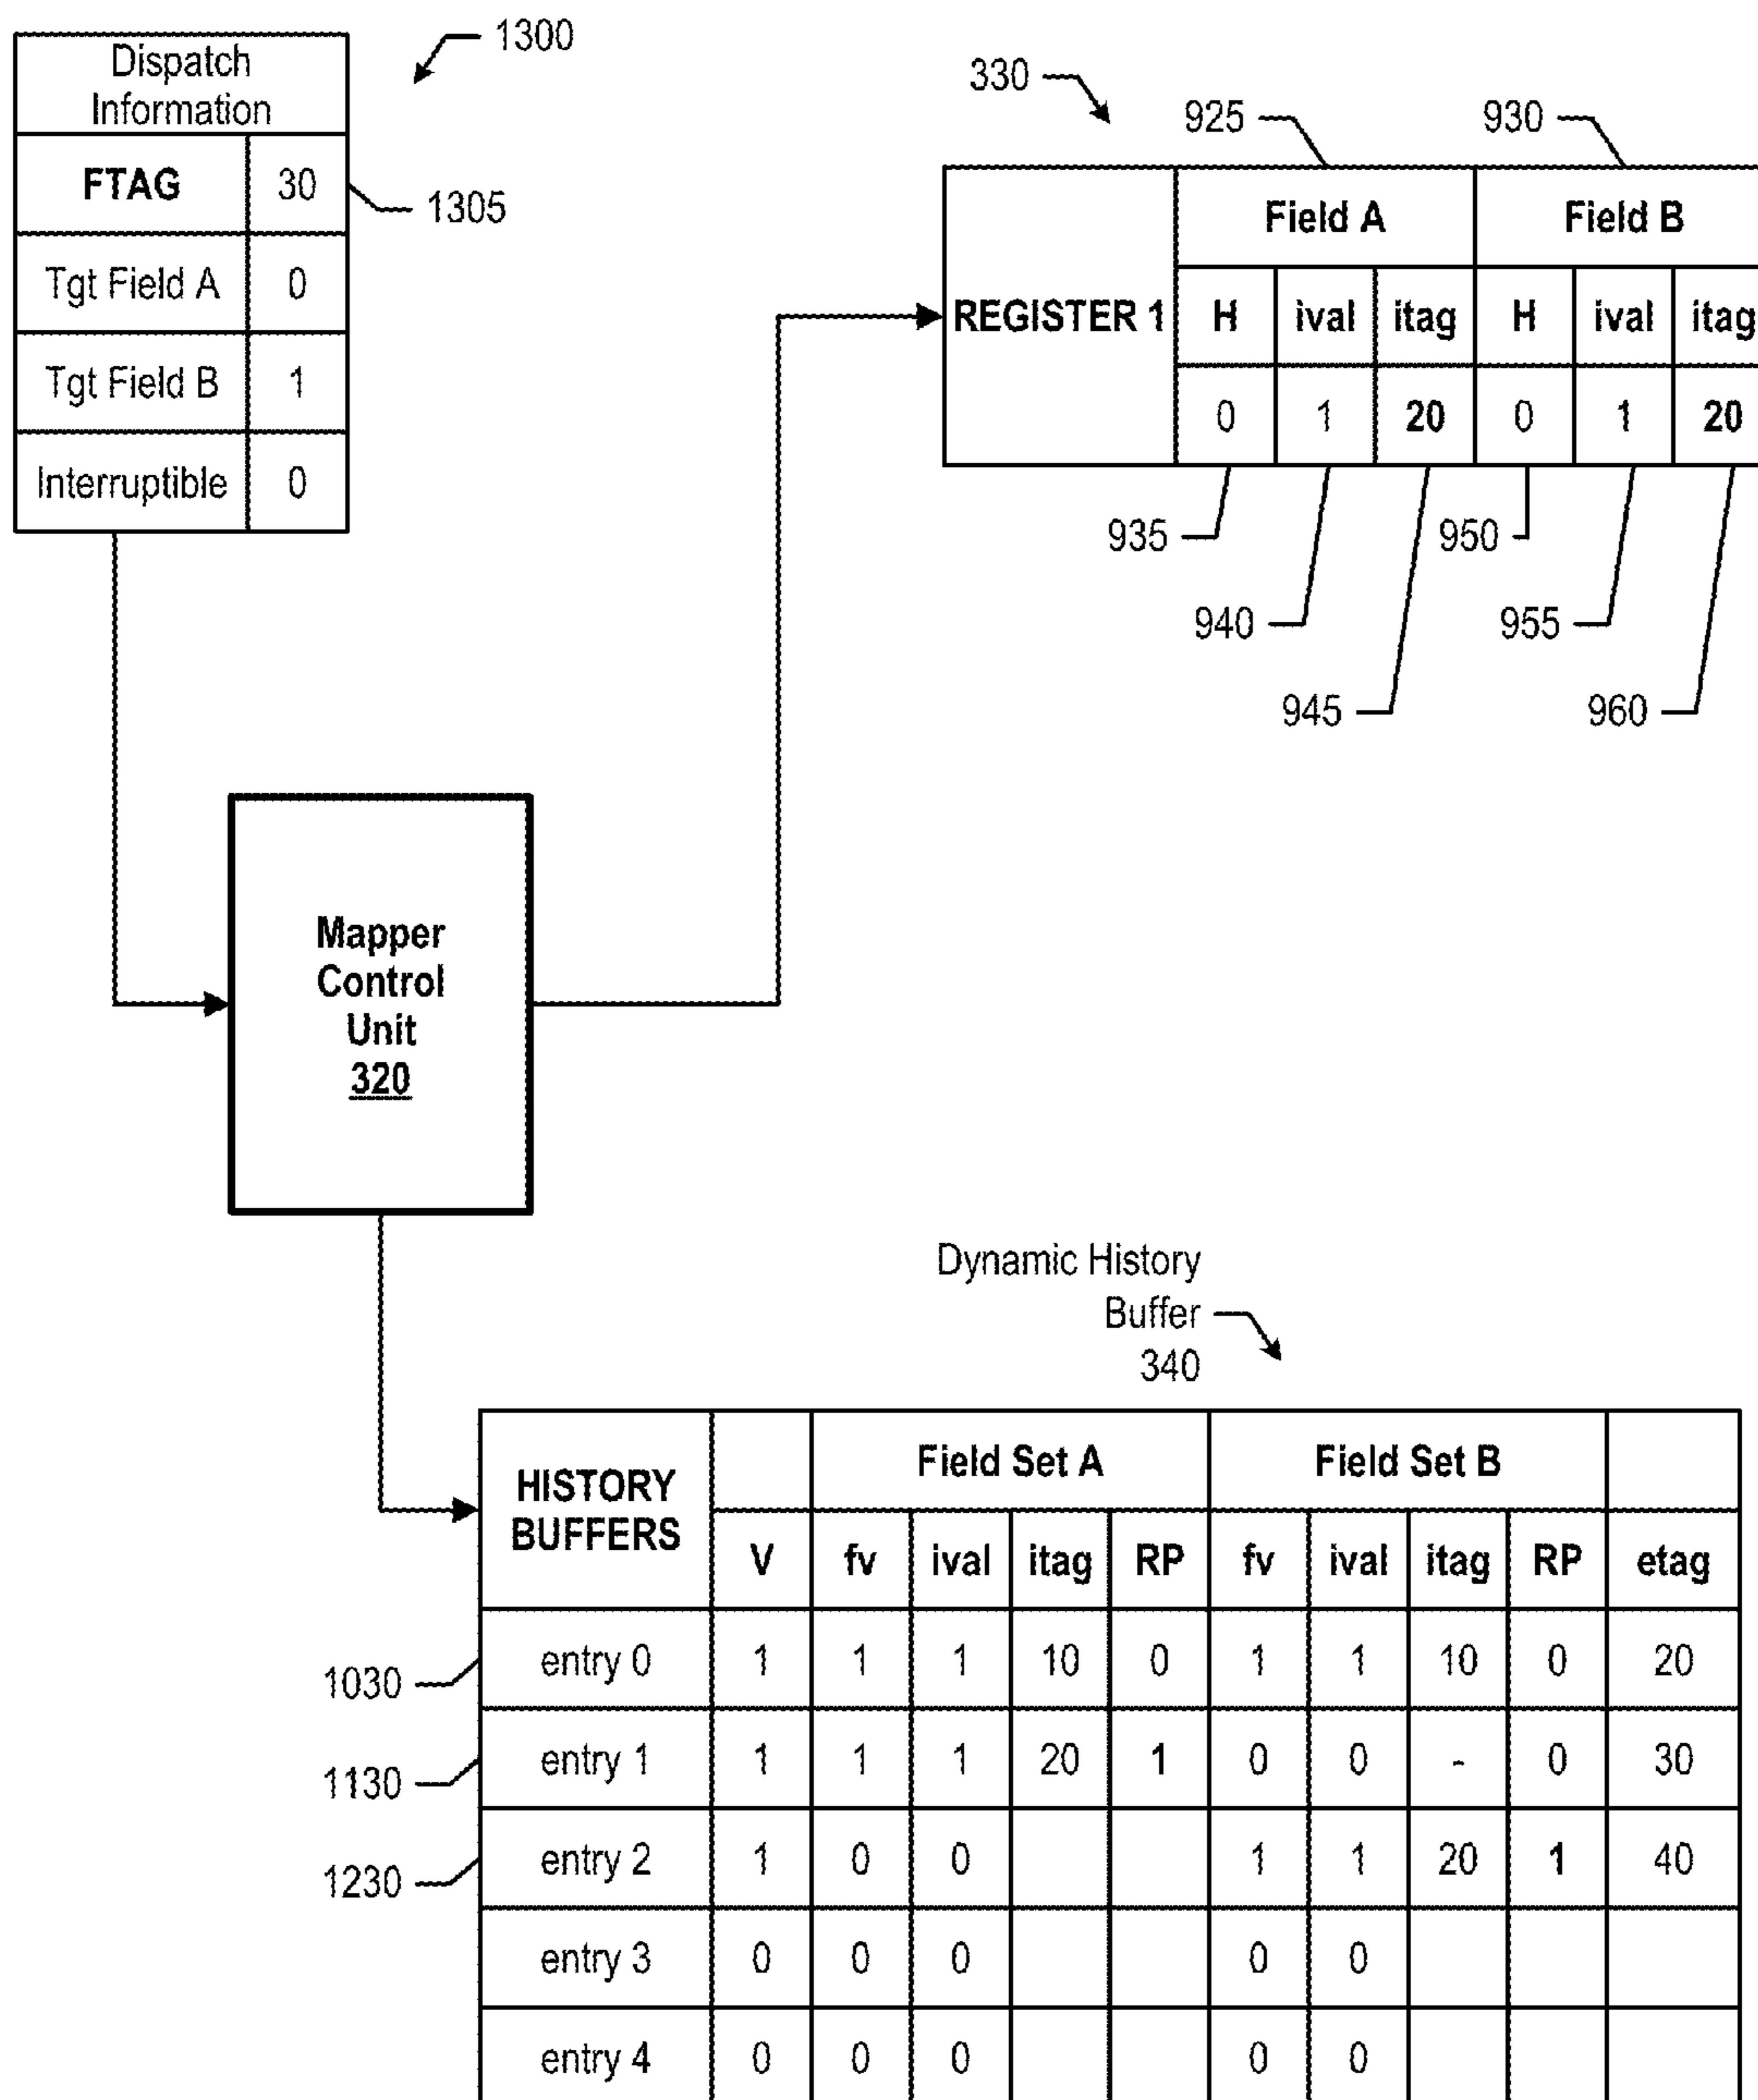 1300
Dispatch
Information
FTAG 30
1305
Tgt Field A 0
Tgt Field B 1
Interruptible 0
330
925
930
REGISTER 1
Field A Field B
H ival itag H ival itag
0 1 20 0 1 20
935
950
940
955
945
960
Mapper
Control
Unit
320
Dynamic History
Buffer
340
HISTORY
BUFFERS
Field Set A Field Set B
V fv ival itag RP fv ival itag RP etag
1030 entry 0 1 1 1 10 0 1 1 10 0 20
1130 entry 1 1 1 1 20 1 0 0 - 0 30
1230 entry 2 1 0 0 1 1 20 1 40
entry 3 0 0 0 0 0
entry 4 0 0 0 0 0